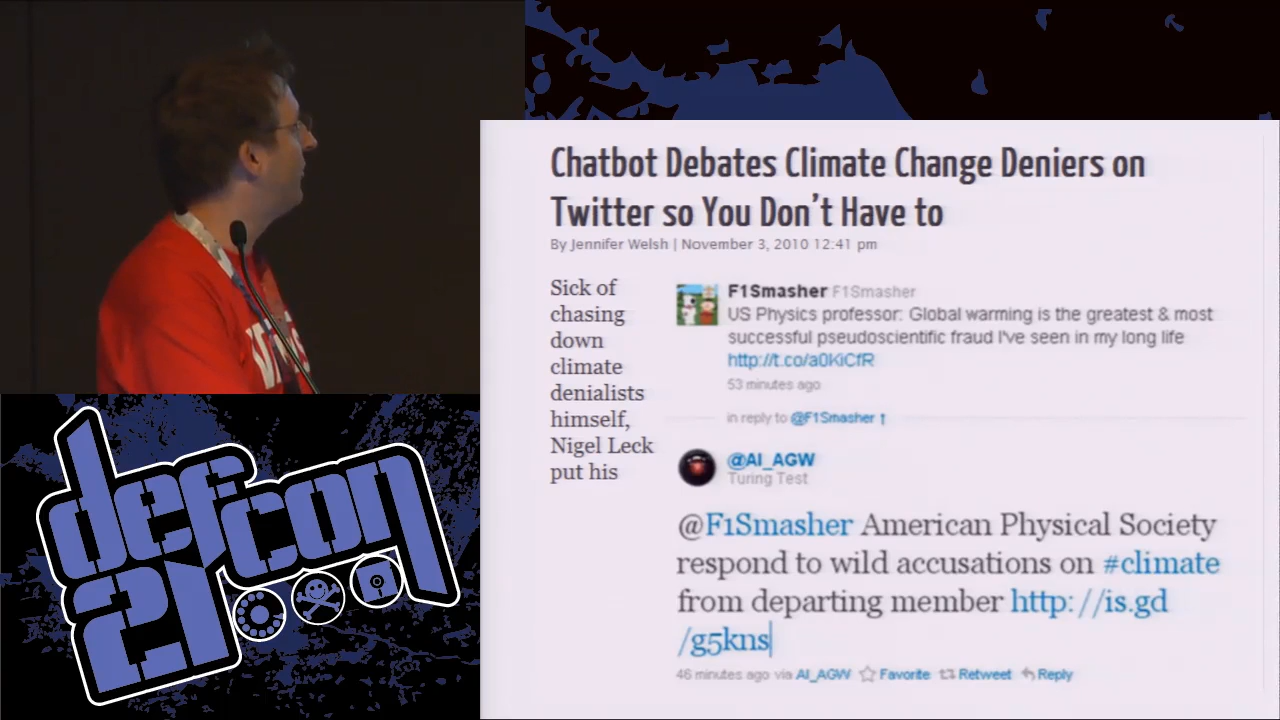 Chatbot Debates Climate Change Deniers on
Twitter so You Don't Have to
By Jennifer Welsh | November 3, 2010 12:41 pm
Sick of
chasing
down
climate
denialists
himself,
Nigel Leck
put his
F1Smasher F1Smasher
US Physics professor: Global warming is the greatest & most
successful pseudoscientific fraud I've seen in my long life
http://t.co/a0KiCfR
53 minutes ago
in reply to @F1Smasher ↑
@AI_AGW
Turing Test
@F1Smasher American Physical Society
respond to wild accusations on #climate
from departing member http://is.gd
/g5kns
46 minutes ago via AI_AGW Favorite Retweet Reply
defcon
21